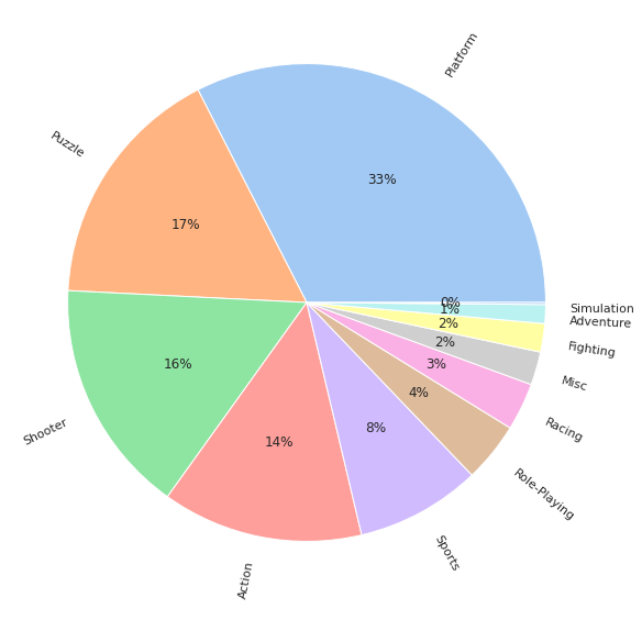 Platform
33%
Puzzle
17%
Shooter
16%
Action
14%
Sports
8%
Role-Playing
4%
Racing
3%
Misc
2%
Fighting
2%
Adventure
1%
Simulation
0%